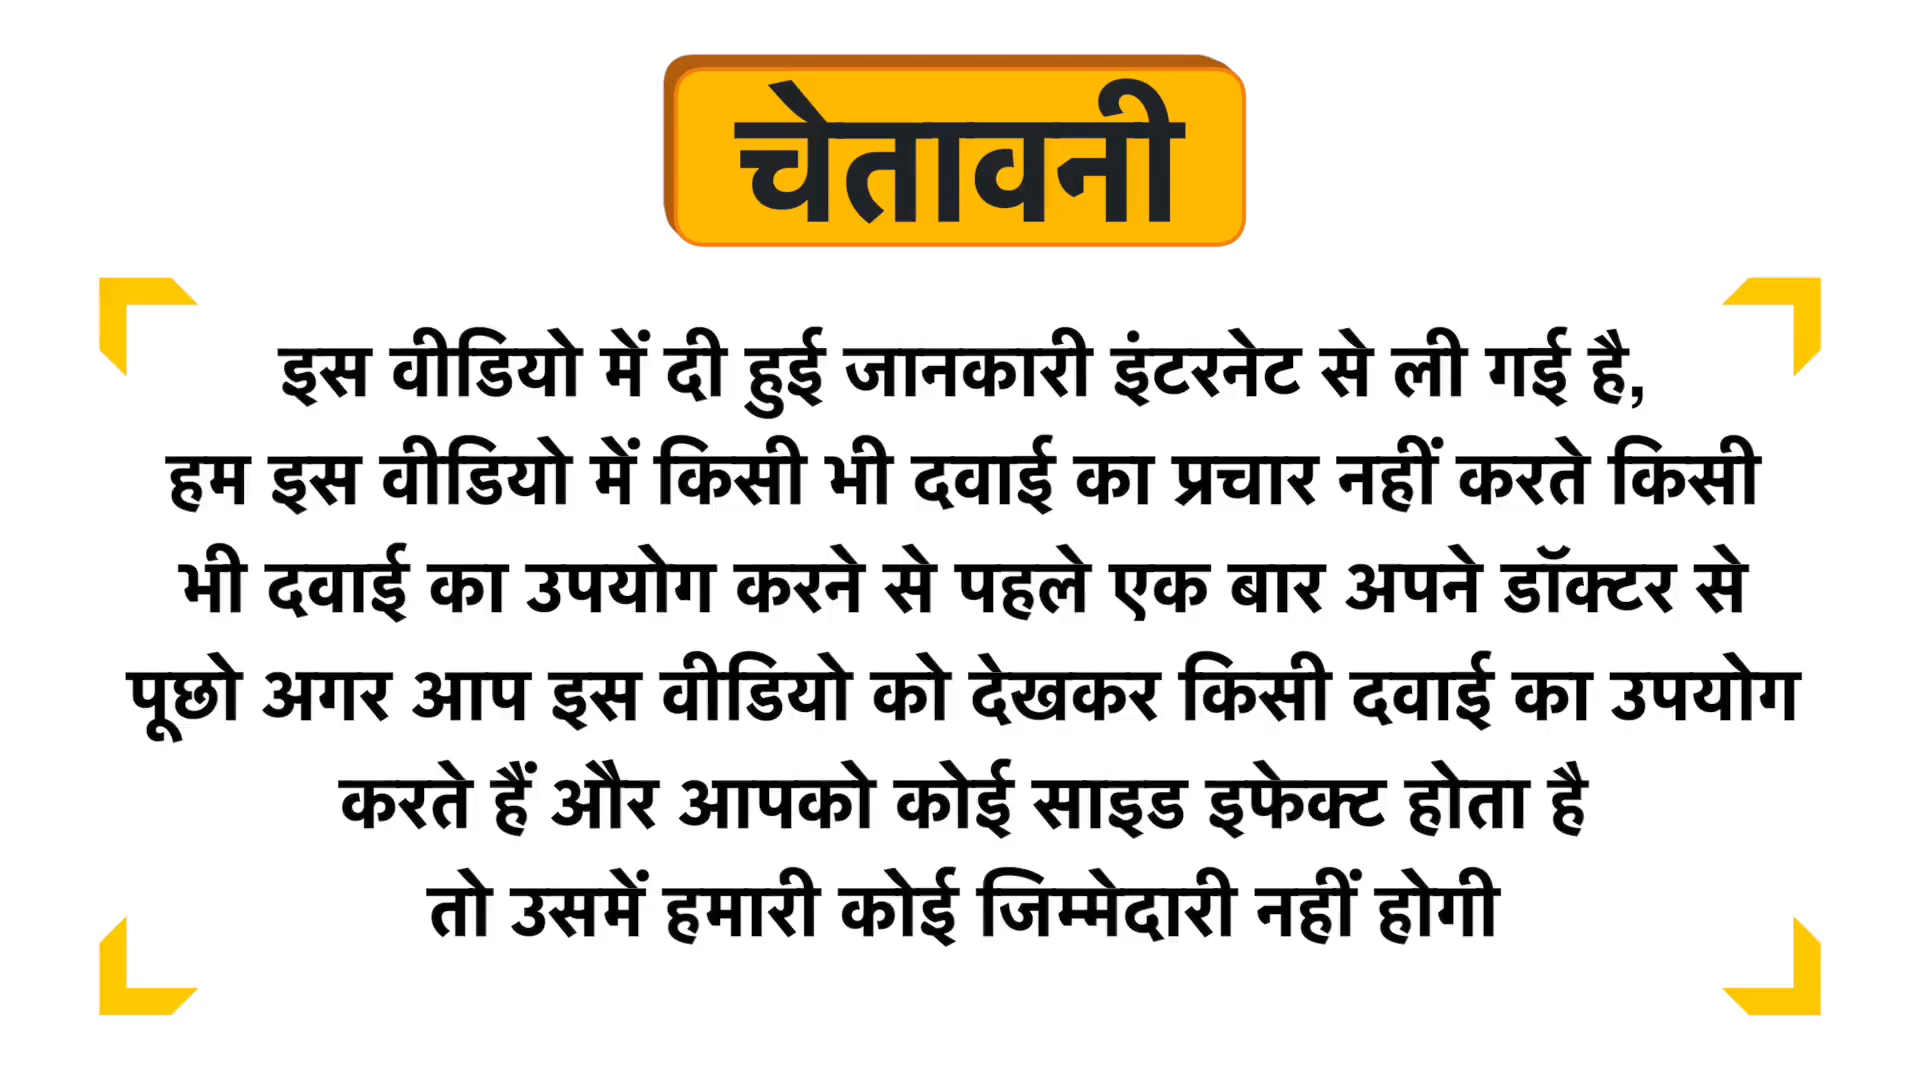 चेतावनी
इस वीडियो में दी हुई जानकारी इंटरनेट से ली गई है,
हम इस वीडियो में किसी भी दवाई का प्रचार नहीं करते किसी
भी दवाई का उपयोग करने से पहले एक बार अपने डॉक्टर से
पूछो अगर आप इस वीडियो को देखकर किसी दवाई का उपयोग
करते हैं और आपको कोई साइड इफेक्ट होता है
तो उसमें हमारी कोई जिम्मेदारी नहीं होगी